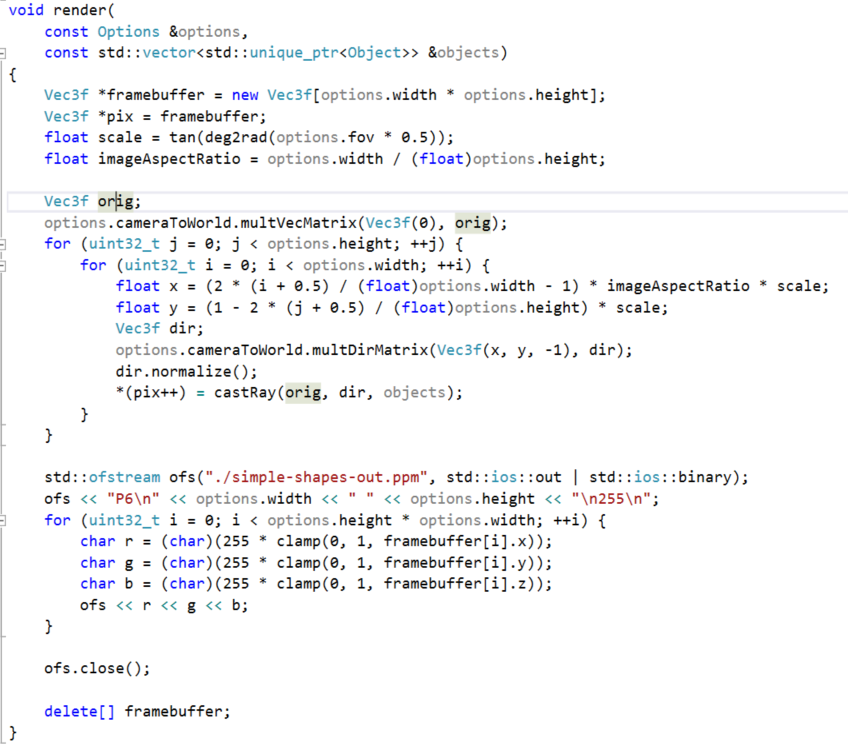 void render(
    const Options &options,
    const std::vector<std::unique_ptr<Object>> &objects)
{
    Vec3f *framebuffer = new Vec3f[options.width * options.height];
    Vec3f *pix = framebuffer;
    float scale = tan(deg2rad(options.fov * 0.5));
    float imageAspectRatio = options.width / (float)options.height;

    Vec3f orig;
    options.cameraToWorld.multVecMatrix(Vec3f(0), orig);
    for (uint32_t j = 0; j < options.height; ++j) {
        for (uint32_t i = 0; i < options.width; ++i) {
            float x = (2 * (i + 0.5) / (float)options.width - 1) * imageAspectRatio * scale;
            float y = (1 - 2 * (j + 0.5) / (float)options.height) * scale;
            Vec3f dir;
            options.cameraToWorld.multDirMatrix(Vec3f(x, y, -1), dir);
            dir.normalize();
            *(pix++) = castRay(orig, dir, objects);
        }
    }

    std::ofstream ofs("./simple-shapes-out.ppm", std::ios::out | std::ios::binary);
    ofs << "P6\n" << options.width << " " << options.height << "\n255\n";
    for (uint32_t i = 0; i < options.height * options.width; ++i) {
        char r = (char)(255 * clamp(0, 1, framebuffer[i].x));
        char g = (char)(255 * clamp(0, 1, framebuffer[i].y));
        char b = (char)(255 * clamp(0, 1, framebuffer[i].z));
        ofs << r << g << b;
    }

    ofs.close();

    delete[] framebuffer;
}